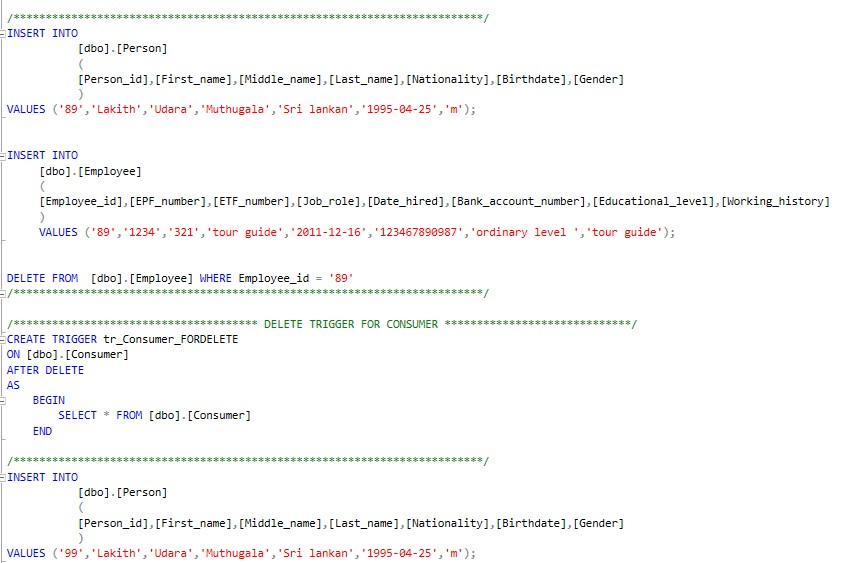 /*************************************************************************/
INSERT INTO
[dbo].[Person]
(
[Person_id],[First_name],[Middle_name],[Last_name],[Nationality],[Birthdate],[Gender]
)
VALUES ('89','Lakith','Udara','Muthugala','Sri lankan','1995-04-25','m');
INSERT INTO
[dbo].[Employee]
(
[Employee_id],[EPF_number],[ETF_number],[Job_role],[Date_hired],[Bank_account_number],[Educational_level],[Working_history]
)
VALUES ('89','1234','321','tour guide','2011-12-16','123467890987','ordinary level ','tour guide');
DELETE FROM  [dbo].[Employee] WHERE Employee_id = '89'
/*************************************************************************/
/************************************** DELETE TRIGGER FOR CONSUMER *****************************/
CREATE TRIGGER tr_Consumer_FORDELETE
ON [dbo].[Consumer]
AFTER DELETE
AS
BEGIN
SELECT * FROM [dbo].[Consumer]
END
/*************************************************************************/
INSERT INTO
[dbo].[Person]
(
[Person_id],[First_name],[Middle_name],[Last_name],[Nationality],[Birthdate],[Gender]
)
VALUES ('99','Lakith','Udara','Muthugala','Sri lankan','1995-04-25','m');